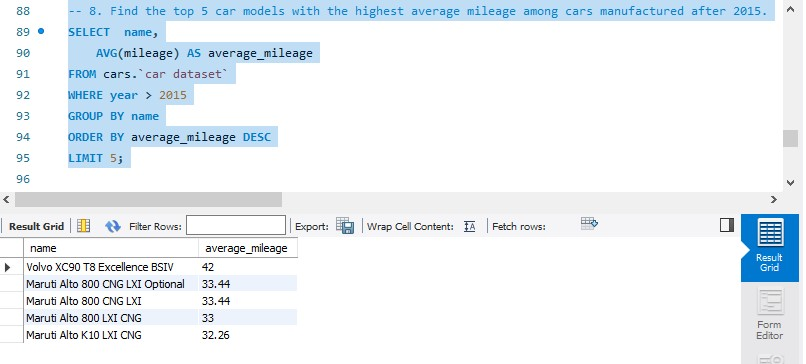 88 -- 8. Find the top 5 car models with the highest average mileage among cars manufactured after 2015.
89 SELECT name,
90 AVG(mileage) AS average_mileage
91 FROM cars.`car dataset`
92 WHERE year > 2015
93 GROUP BY name
94 ORDER BY average_mileage DESC
95 LIMIT 5;
96
Result Grid Filter Rows: Export: Wrap Cell Content: IA Fetch rows:
name average_mileage
Volvo XC90 T8 Excellence BSIV 42
Maruti Alto 800 CNG LXI Optional 33.44
Maruti Alto 800 CNG LXI 33.44
Maruti Alto 800 LXI CNG 33
Maruti Alto K10 LXI CNG 32.26
Result
Grid
Form
Editor